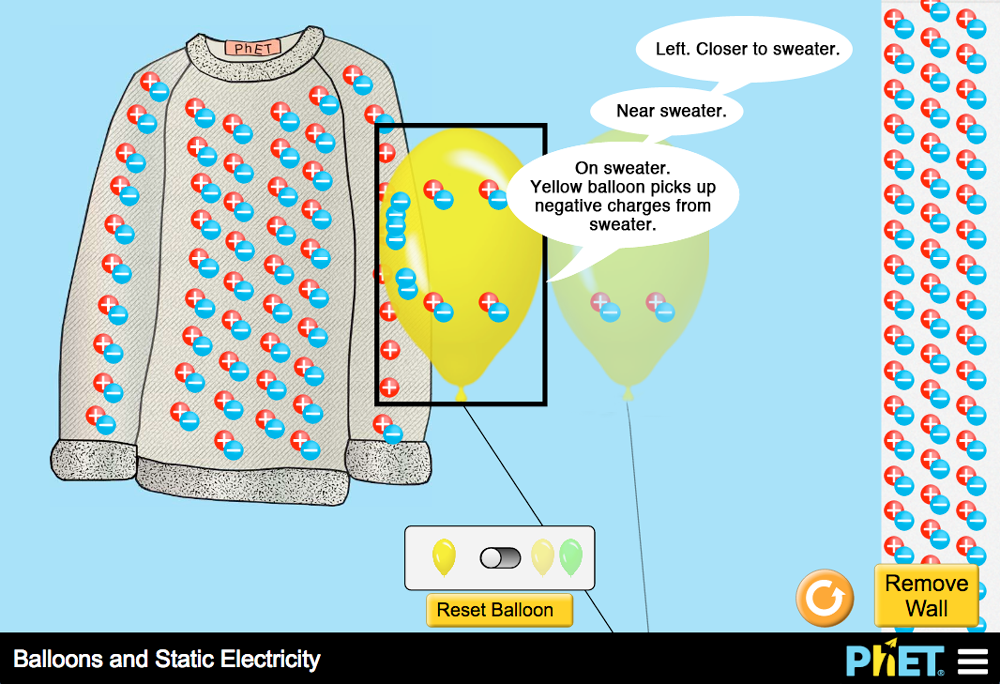 PhET
Left. Closer to sweater.
Near sweater.
On sweater.
Yellow balloon picks up
negative charges from
sweater.
Reset Balloon
Remove
Wall
Balloons and Static Electricity
PhET